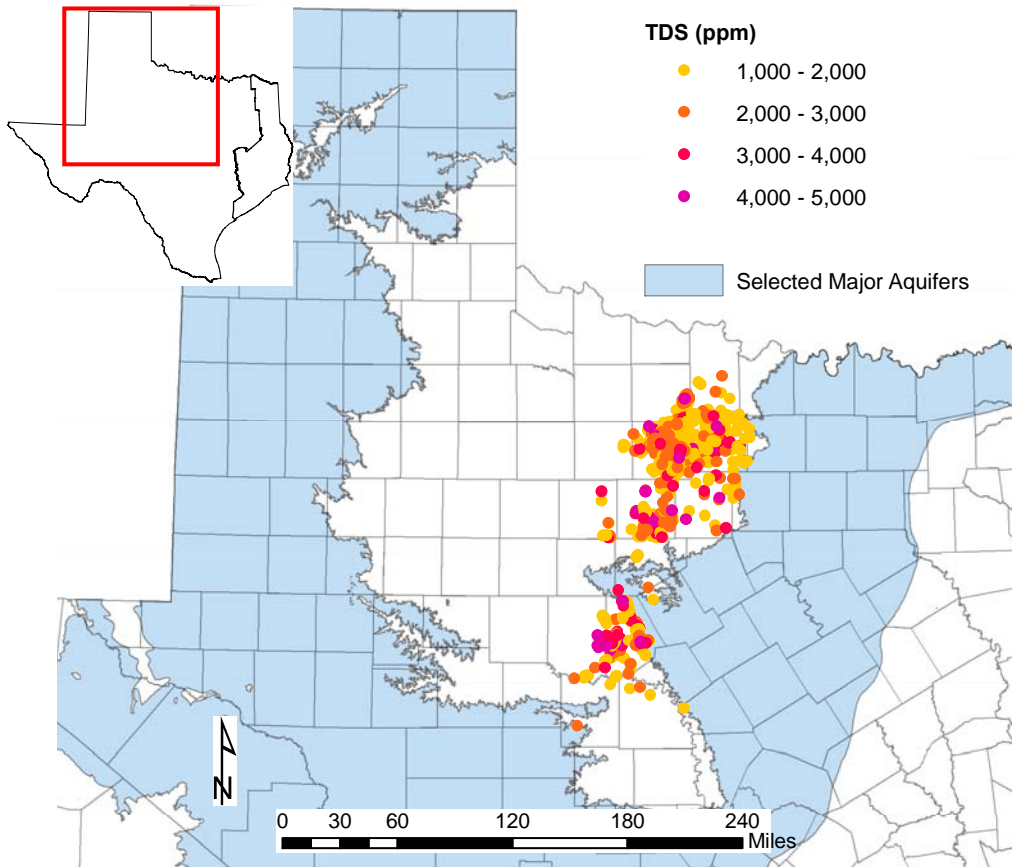 TDS (ppm)
1,000 - 2,000
2,000 - 3,000
3,000 - 4,000
4,000 - 5,000
Selected Major Aquifers
N
0 30 60 120 180 240
Miles